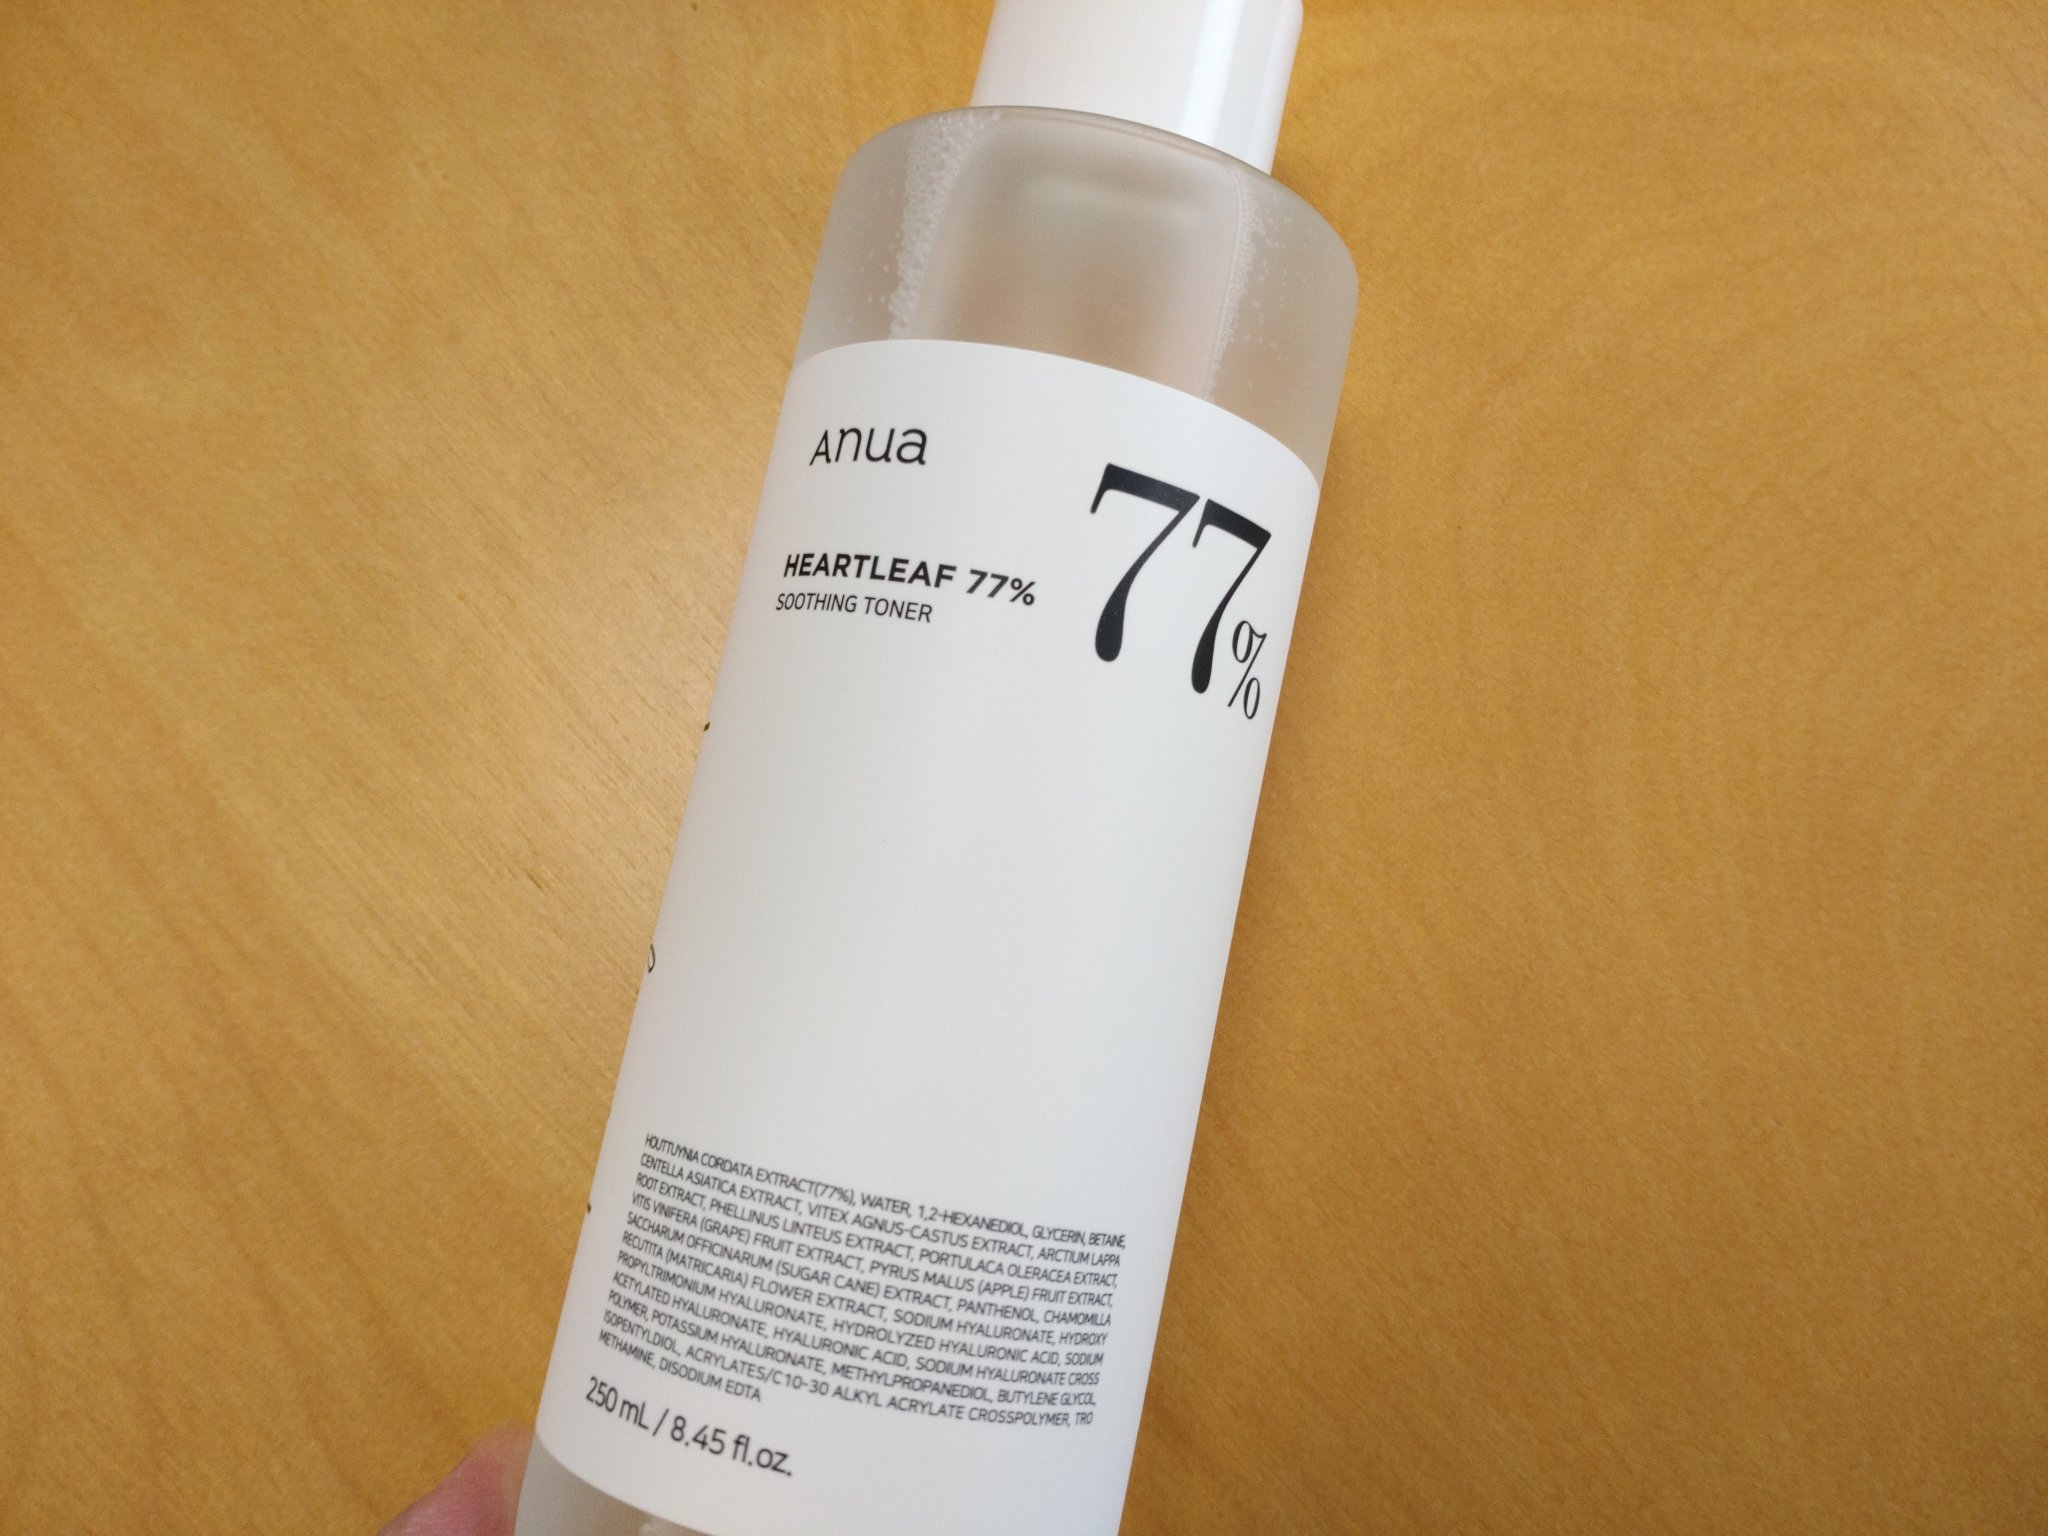 Anua
77%
HEARTLEAF 77%
SOOTHING TONER
HOUTTUYNIA CORDATA EXTRACT(77%), WATER, 1,2-HEXANEDIOL, GLYCERIN, BETAINE,
CENTELLA ASIATICA EXTRACT, VITEX AGNUS-CASTUS EXTRACT, ARCTIUM LAPPA
ROOT EXTRACT, PHELLINUS LINTEUS EXTRACT, PORTULACA OLERACEA EXTRACT,
VITIS VINIFERA (GRAPE) FRUIT EXTRACT, PYRUS MALUS (APPLE) FRUIT EXTRACT,
SACCHARUM OFFICINARUM (SUGAR CANE) EXTRACT, PANTHENOL, CHAMOMILLA
RECUTITA (MATRICARIA) FLOWER EXTRACT, SODIUM HYALURONATE, HYDROXY
PROPYLTRIMONIUM HYALURONATE, HYDROLYZED HYALURONIC ACID, SODIUM
ACETYLATED HYALURONATE, HYALURONIC ACID, SODIUM HYALURONATE CROSS
POLYMER, POTASSIUM HYALURONATE, METHYLPROPANEDIOL, BUTYLENE GLYCOL,
ISOPENTYLDIOL, ACRYLATES/C10-30 ALKYL ACRYLATE CROSSPOLYMER, TRO
METHAMINE, DISODIUM EDTA
250 mL / 8.45 fl.oz.